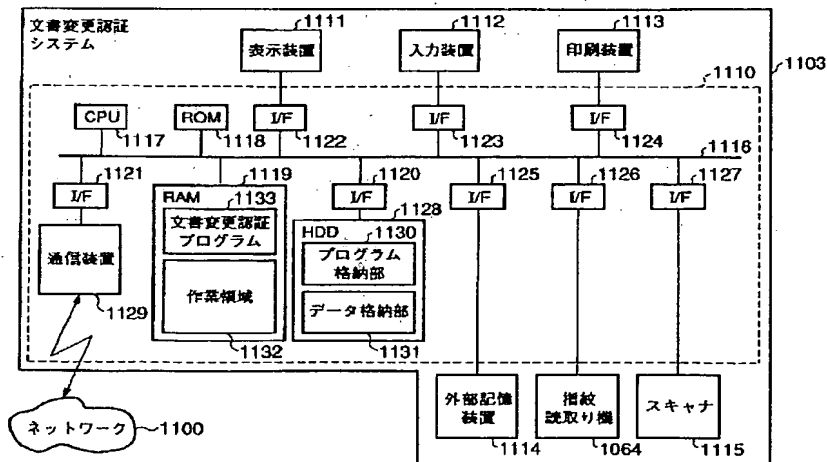 文書変更認証
システム
1111
1112
1113
表示装置
入力装置
印刷装置
1103
1110
CPU
ROM
I/F
I/F
I/F
1117
1118
1122
1123
1124
1116
1121
1119
1120
1125
1126
1127
I/F
RAM
1133
I/F
I/F
I/F
I/F
1128
文書変更認証
プログラム
HDD
1130
通信装置
プログラム
格納部
作業領域
データ格納部
1129
1132
1131
外部記憶
装置
指紋
読取り機
スキャナ
ネットワーク
1100
1114
1064
1115